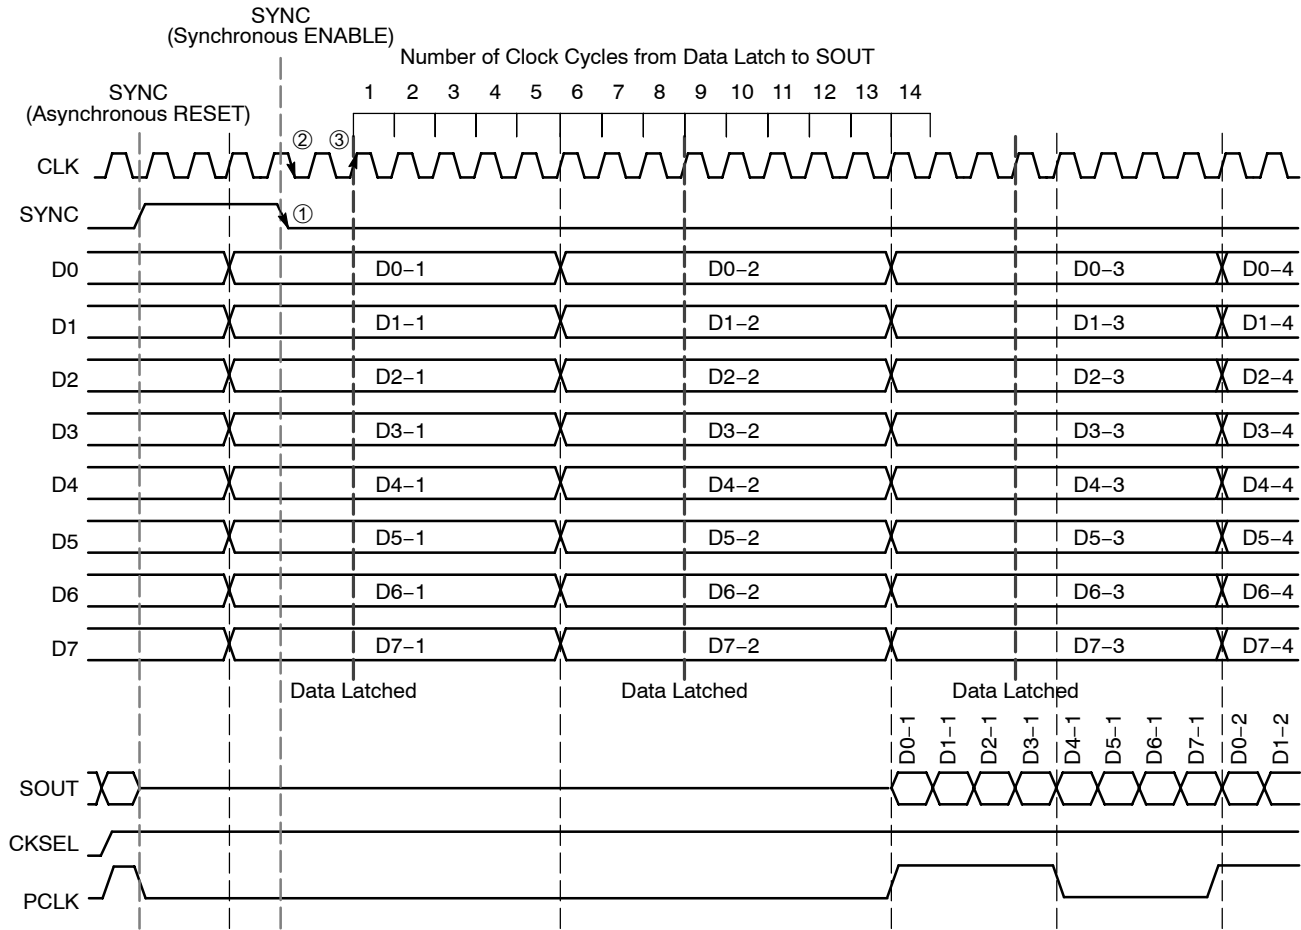 SYNC
(Synchronous ENABLE)
Number of Clock Cycles from Data Latch to SOUT
SYNC
(Asynchronous RESET)
1 2 3 4 5 6 7 8 9 10 11 12 13 14
② ③
CLK
SYNC ①
D0 D0−1 D0−2 D0−3 D0−4
D1 D1−1 D1−2 D1−3 D1−4
D2 D2−1 D2−2 D2−3 D2−4
D3 D3−1 D3−2 D3−3 D3−4
D4 D4−1 D4−2 D4−3 D4−4
D5 D5−1 D5−2 D5−3 D5−4
D6 D6−1 D6−2 D6−3 D6−4
D7 D7−1 D7−2 D7−3 D7−4
Data Latched Data Latched Data Latched
D0−1 D1−1 D2−1 D3−1 D4−1 D5−1 D6−1 D7−1 D0−2 D1−2
SOUT
CKSEL
PCLK